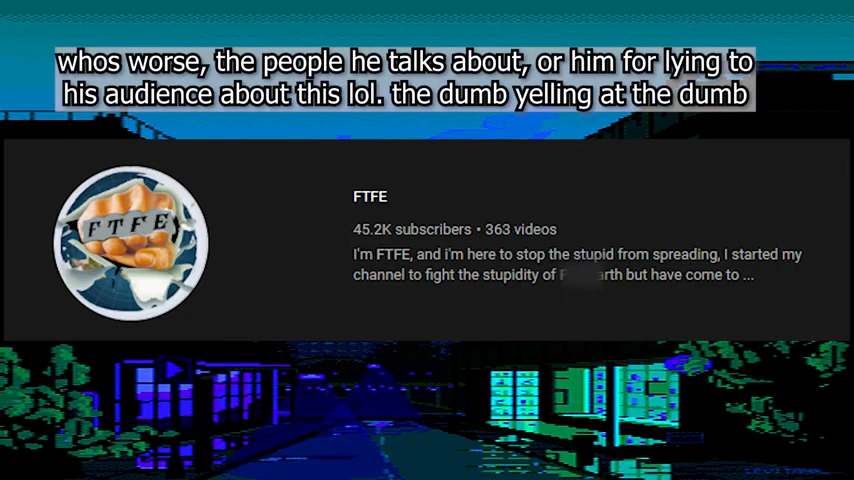 whos worse, the people he talks about, or him for lying to
his audience about this lol. the dumb yelling at the dumb
FTFE
FTFE
45.2K subscribers • 363 videos
I'm FTFE, and i'm here to stop the stupid from spreading, I started my
channel to fight the stupidity of F arth but have come to ...